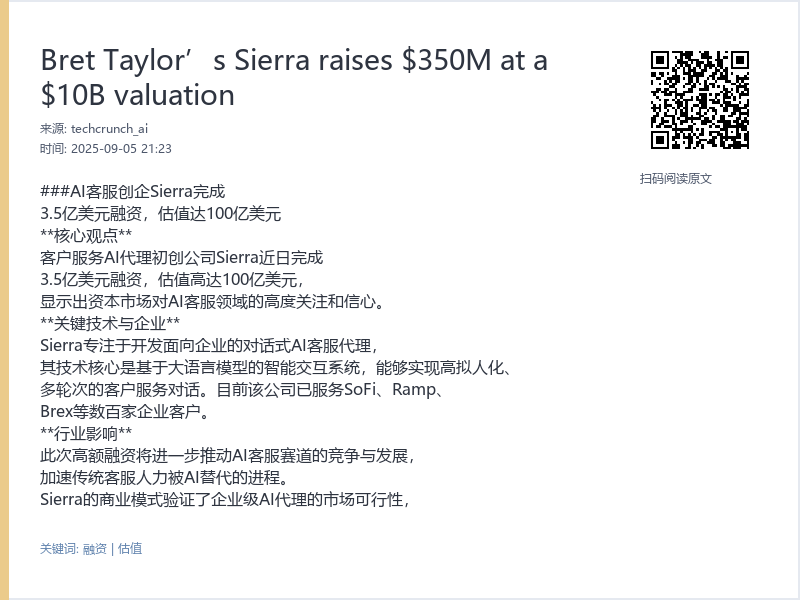 Bret Taylor’s Sierra raises $350M at a
$10B valuation
来源: techcrunch_ai
时间: 2025-09-05 21:23
扫码阅读原文
###AI客服创企Sierra完成
3.5亿美元融资，估值达100亿美元
**核心观点**
客户服务AI代理初创公司Sierra近日完成
3.5亿美元融资，估值高达100亿美元，
显示出资本市场对AI客服领域的高度关注和信心。
**关键技术与企业**
Sierra专注于开发面向企业的对话式AI客服代理，
其技术核心是基于大语言模型的智能交互系统，能够实现高拟人化、
多轮次的客户服务对话。目前该公司已服务SoFi、Ramp、
Brex等数百家企业客户。
**行业影响**
此次高额融资将进一步推动AI客服赛道的竞争与发展，
加速传统客服人力被AI替代的进程。
Sierra的商业模式验证了企业级AI代理的市场可行性，
关键词: 融资 | 估值